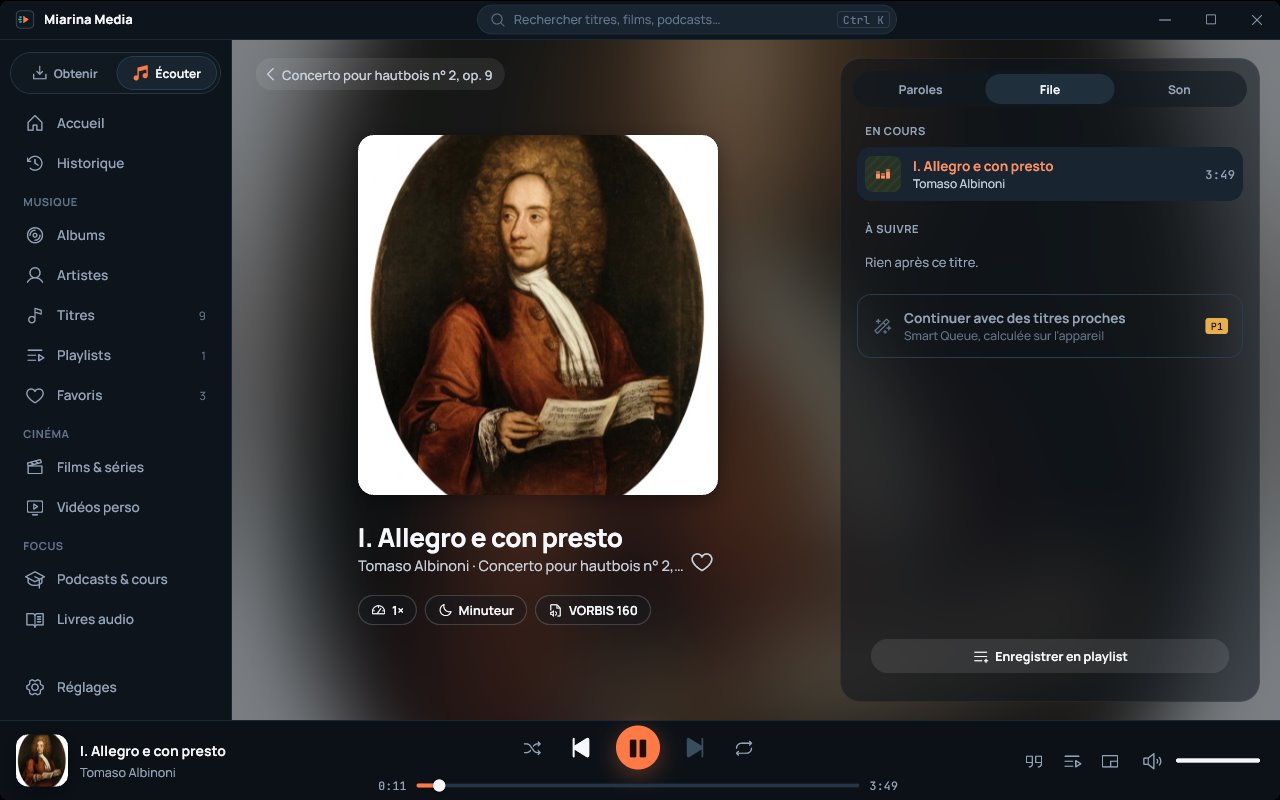 Miarina Media
Rechercher titres, films, podcasts…
Ctrl K
Obtenir
Écouter
Accueil
Historique
MUSIQUE
Albums
Artistes
Titres 9
Playlists 1
Favoris 3
CINÉMA
Films & séries
Vidéos perso
FOCUS
Podcasts & cours
Livres audio
Réglages
Concerto pour hautbois n° 2, op. 9
I. Allegro e con presto
Tomaso Albinoni · Concerto pour hautbois n° 2,…
1×
Minuteur
VORBIS 160
Paroles
File
Son
EN COURS
I. Allegro e con presto
Tomaso Albinoni
3:49
À SUIVRE
Rien après ce titre.
Continuer avec des titres proches
Smart Queue, calculée sur l'appareil
P1
Enregistrer en playlist
I. Allegro e con presto
Tomaso Albinoni
0:11
3:49